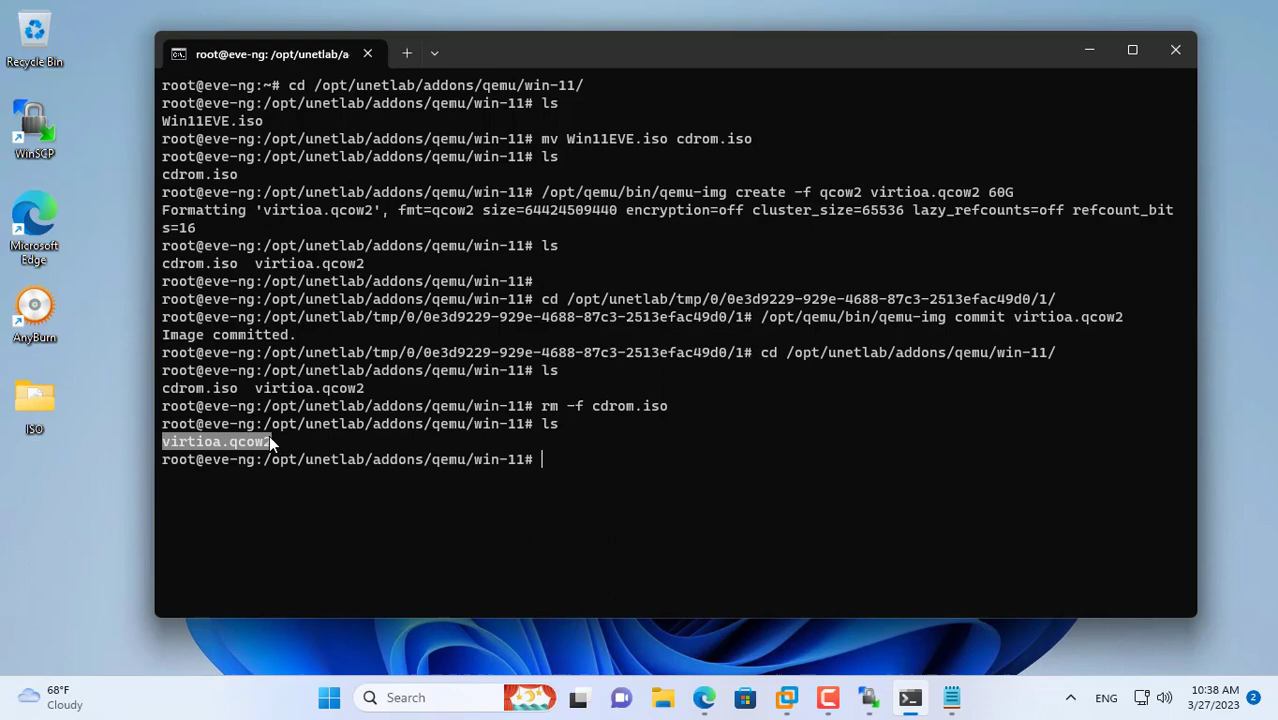 Recycle Bin
WinSCP
Microsoft
Edge
AnyBurn
ISO
root@eve-ng: /opt/unetlab/a
root@eve-ng:~# cd /opt/unetlab/addons/qemu/win-11/
root@eve-ng:/opt/unetlab/addons/qemu/win-11# ls
Win11EVE.iso
root@eve-ng:/opt/unetlab/addons/qemu/win-11# mv Win11EVE.iso cdrom.iso
root@eve-ng:/opt/unetlab/addons/qemu/win-11# ls
cdrom.iso
root@eve-ng:/opt/unetlab/addons/qemu/win-11# /opt/qemu/bin/qemu-img create -f qcow2 virtioa.qcow2 60G
Formatting 'virtioa.qcow2', fmt=qcow2 size=64424509440 encryption=off cluster_size=65536 lazy_refcounts=off refcount_bit
s=16
root@eve-ng:/opt/unetlab/addons/qemu/win-11# ls
cdrom.iso  virtioa.qcow2
root@eve-ng:/opt/unetlab/addons/qemu/win-11#
root@eve-ng:/opt/unetlab/addons/qemu/win-11# cd /opt/unetlab/tmp/0/0e3d9229-929e-4688-87c3-2513efac49d0/1/
root@eve-ng:/opt/unetlab/tmp/0/0e3d9229-929e-4688-87c3-2513efac49d0/1# /opt/qemu/bin/qemu-img commit virtioa.qcow2
Image committed.
root@eve-ng:/opt/unetlab/tmp/0/0e3d9229-929e-4688-87c3-2513efac49d0/1# cd /opt/unetlab/addons/qemu/win-11/
root@eve-ng:/opt/unetlab/addons/qemu/win-11# ls
cdrom.iso  virtioa.qcow2
root@eve-ng:/opt/unetlab/addons/qemu/win-11# rm -f cdrom.iso
root@eve-ng:/opt/unetlab/addons/qemu/win-11# ls
virtioa.qcow2
root@eve-ng:/opt/unetlab/addons/qemu/win-11#
68°F
Cloudy
Search
ENG
10:38 AM
3/27/2023
2